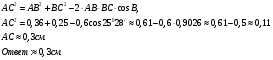 AC² = AB² + BC² − 2 · AB · BC · cos B,
AC² = 0,36 + 0,25 − 0,6cos 25°28' ≈ 0,61 − 0,6 · 0,9026 ≈ 0,61 − 0,5 ≈ 0,11
AC ≈ 0,3см
Ответ ≈ 0,3см